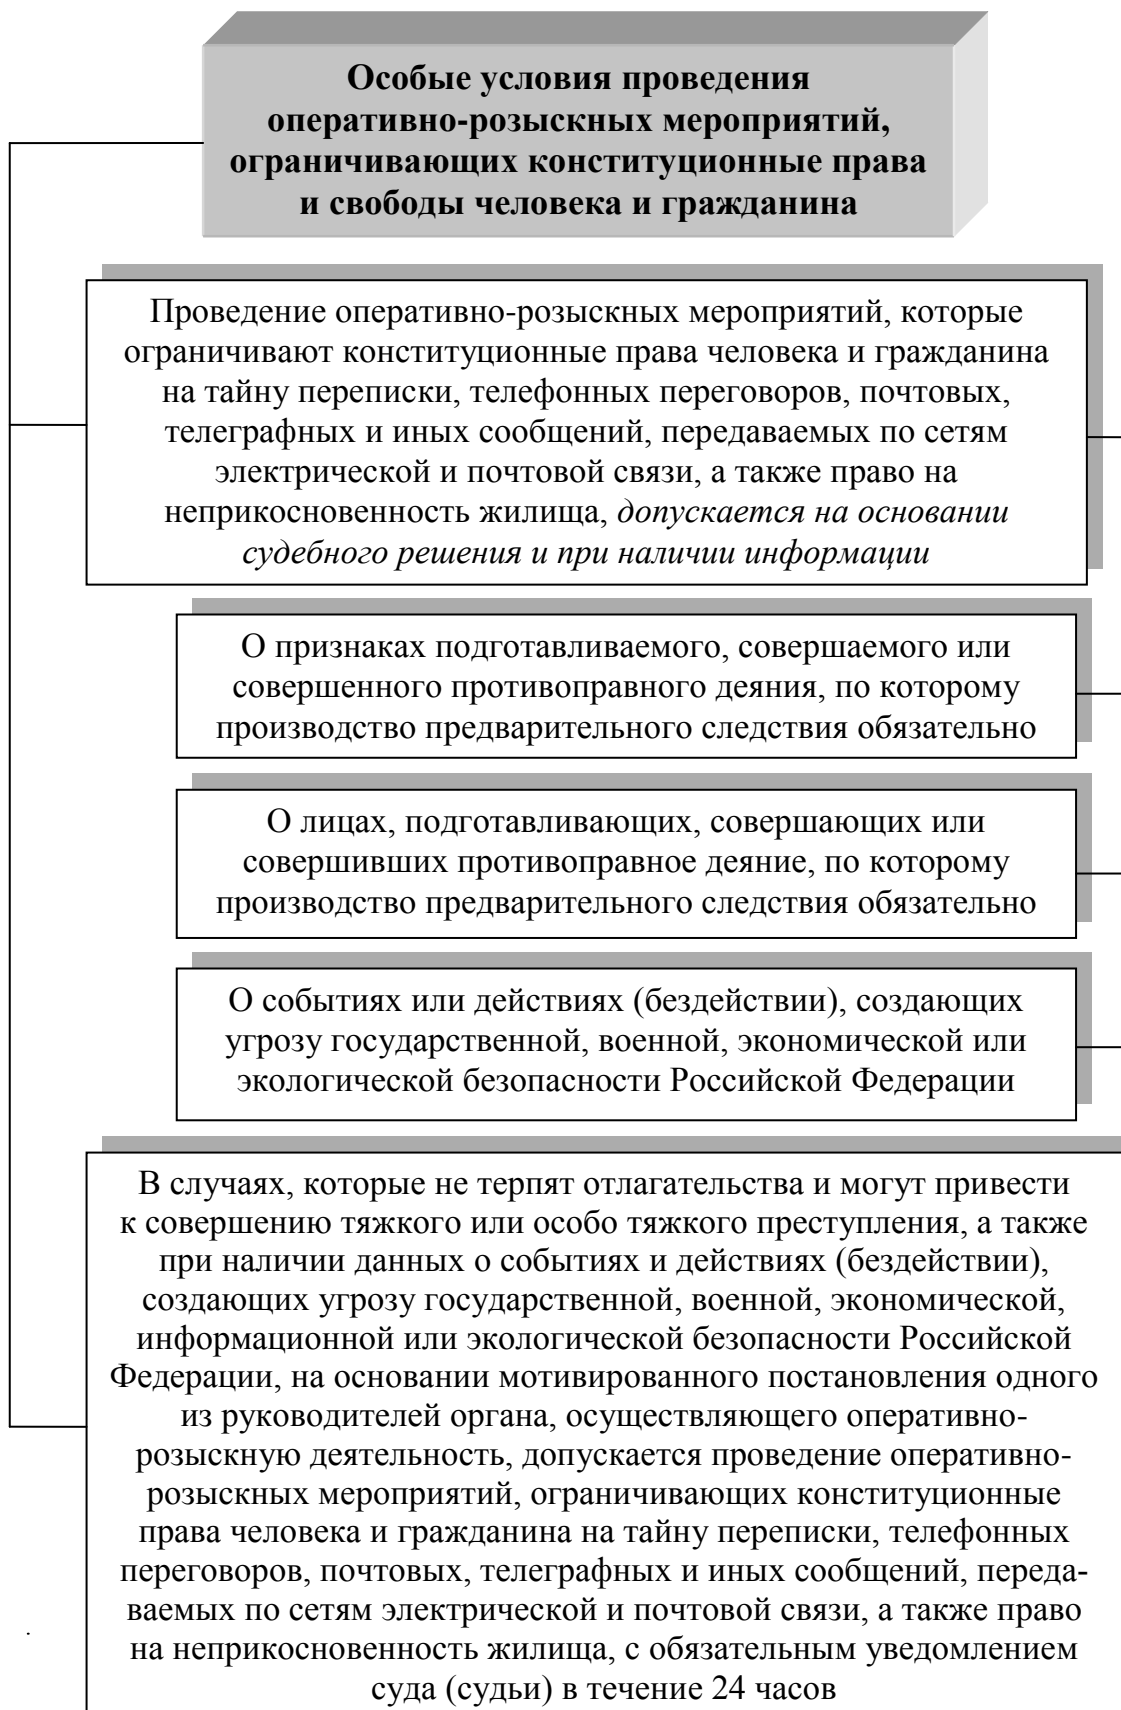 Особые условия проведения
оперативно-розыскных мероприятий,
ограничивающих конституционные права
и свободы человека и гражданина
Проведение оперативно-розыскных мероприятий, которые
ограничивают конституционные права человека и гражданина
на тайну переписки, телефонных переговоров, почтовых,
телеграфных и иных сообщений, передаваемых по сетям
электрической и почтовой связи, а также право на
неприкосновенность жилища, допускается на основании
судебного решения и при наличии информации
О признаках подготавливаемого, совершаемого или
совершенного противоправного деяния, по которому
производство предварительного следствия обязательно
О лицах, подготавливающих, совершающих или
совершивших противоправное деяние, по которому
производство предварительного следствия обязательно
О событиях или действиях (бездействии), создающих
угрозу государственной, военной, экономической или
экологической безопасности Российской Федерации
В случаях, которые не терпят отлагательства и могут привести
к совершению тяжкого или особо тяжкого преступления, а также
при наличии данных о событиях и действиях (бездействии),
создающих угрозу государственной, военной, экономической,
информационной или экологической безопасности Российской
Федерации, на основании мотивированного постановления одного
из руководителей органа, осуществляющего оперативно-
розыскную деятельность, допускается проведение оперативно-
розыскных мероприятий, ограничивающих конституционные
права человека и гражданина на тайну переписки, телефонных
переговоров, почтовых, телеграфных и иных сообщений, переда-
ваемых по сетям электрической и почтовой связи, а также право
на неприкосновенность жилища, с обязательным уведомлением
суда (судьи) в течение 24 часов